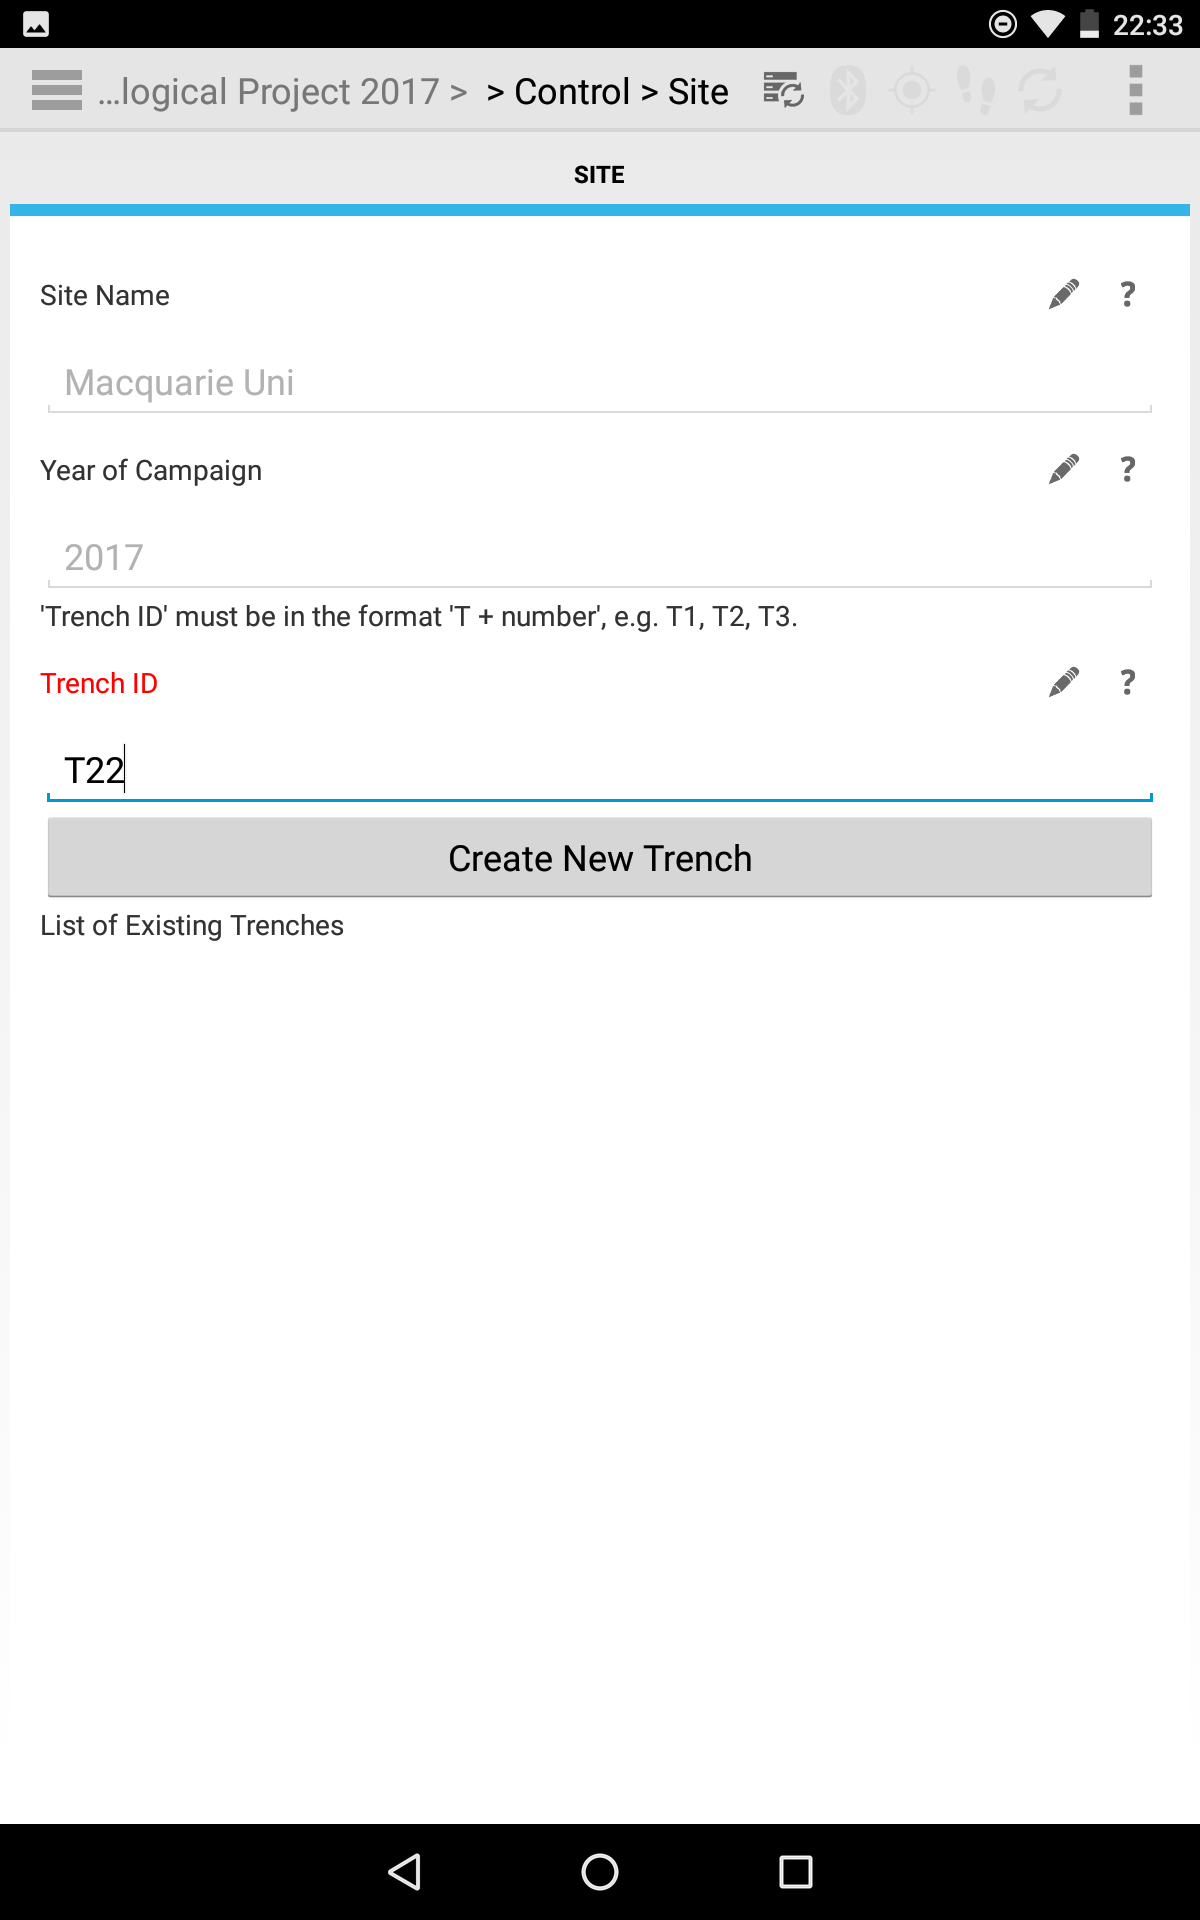 22:33
...logical Project 2017 > > Control > Site
SITE
Site Name
?
Macquarie Uni
Year of Campaign
?
2017
'Trench ID' must be in the format 'T + number', e.g. T1, T2, T3.
Trench ID
?
T22
Create New Trench
List of Existing Trenches